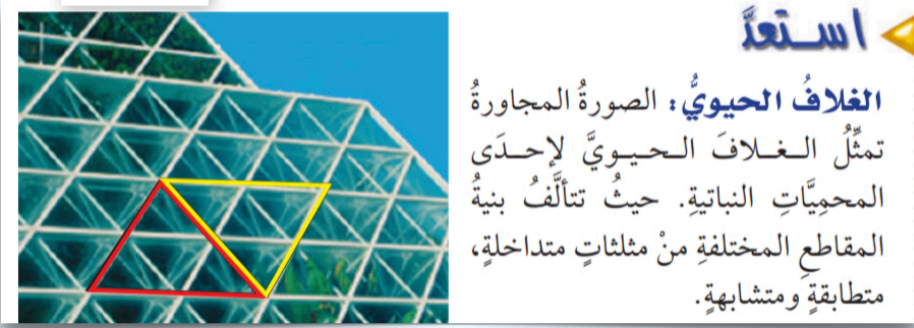 استعدَّ
الغلافُ الحيويُّ: الصورةُ المجاورةُ
تمثِّلُ الغلافَ الحيويَّ لإحدَى
المحمِيَّاتِ النباتيةِ. حيثُ تتألَّفُ بنيةُ
المقاطعِ المختلفةِ منْ مثلثاتٍ متداخلةٍ،
متطابقةٍ ومتشابهةٍ.